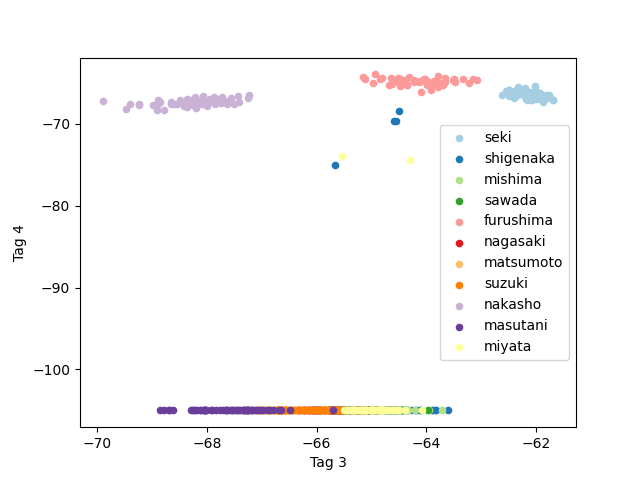 −70
−80
−90
−100
Tag 4
seki
shigenaka
mishima
sawada
furushima
nagasaki
matsumoto
suzuki
nakasho
masutani
miyata
−70 −68 −66 −64 −62
Tag 3